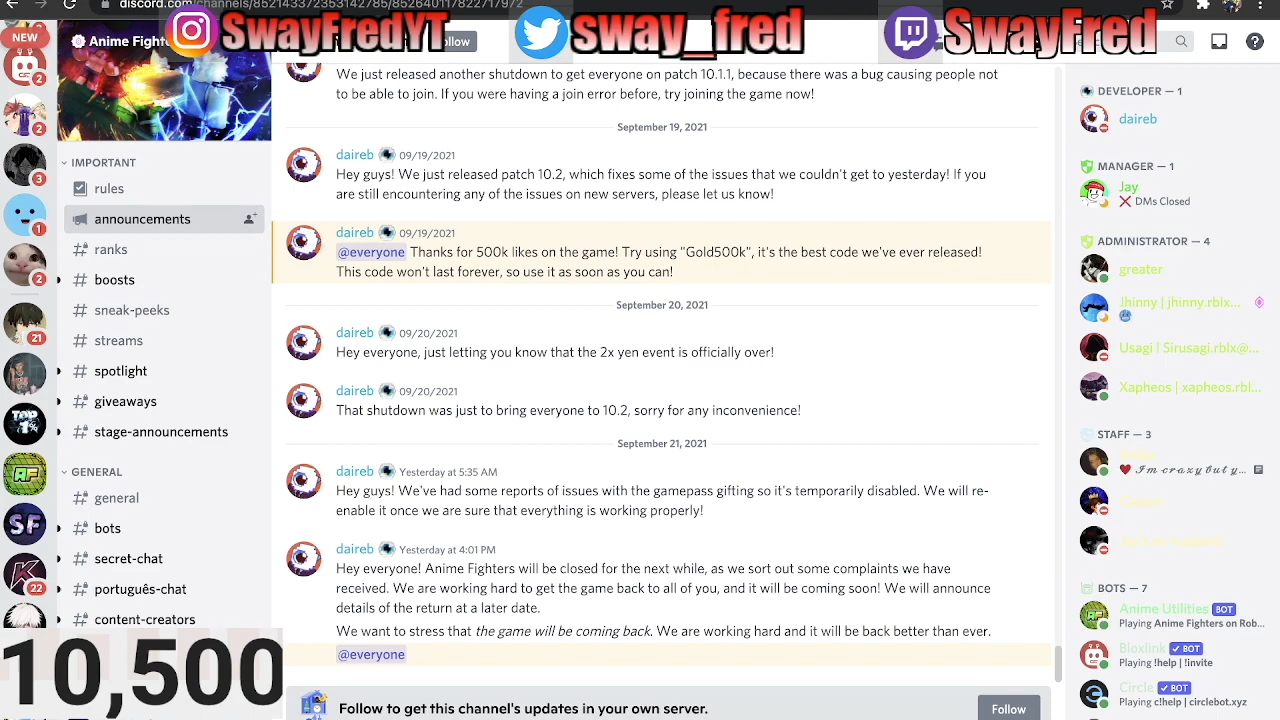 discord.com/channels/852143372353142785/852640117822717972
SwayFredYT
sway__fred
SwayFred
NEW
Anime Fighters
Follow
We just released another shutdown to get everyone on patch 10.1.1, because there was a bug causing people not
to be able to join. If you were having a join error before, try joining the game now!
September 19, 2021
daireb 09/19/2021
Hey guys! We just released patch 10.2, which fixes some of the issues that we couldn't get to yesterday! If you
are still encountering any of the issues on new servers, please let us know!
daireb 09/19/2021
@everyone Thanks for 500k likes on the game! Try using "Gold500k", it's the best code we've ever released!
This code won't last forever, so use it as soon as you can!
September 20, 2021
daireb 09/20/2021
Hey everyone, just letting you know that the 2x yen event is officially over!
daireb 09/20/2021
That shutdown was just to bring everyone to 10.2, sorry for any inconvenience!
September 21, 2021
daireb Yesterday at 5:35 AM
Hey guys! We've had some reports of issues with the gamepass gifting so it's temporarily disabled. We will re-
enable it once we are sure that everything is working properly!
daireb Yesterday at 4:01 PM
Hey everyone! Anime Fighters will be closed for the next while, as we sort out some complaints we have
received. We are working hard to get the game back to all of you, and it will be coming soon! We will announce
details of the return at a later date.
We want to stress that the game will be coming back. We are working hard and it will be back better than ever.
@everyone
Follow to get this channel's updates in your own server.
Follow
IMPORTANT
rules
announcements
ranks
boosts
sneak-peeks
streams
spotlight
giveaways
stage-announcements
GENERAL
general
bots
secret-chat
português-chat
content-creators
2
2
3
1
2
21
TOP
1%
AF
SF
K
22
10,500
DEVELOPER — 1
daireb
MANAGER — 1
Jay
DMs Closed
ADMINISTRATOR — 4
greater
Jhinny | jhinny.rblx...
Usagi | Sirusagi.rblx@...
Xapheos | xapheos.rbl...
STAFF — 3
I'm crazy but y...
BOTS — 7
Anime Utilities BOT
Playing Anime Fighters on Rob...
Bloxlink BOT
Playing !help | !invite
Circle BOT
Playing c!help | circlebot.xyz